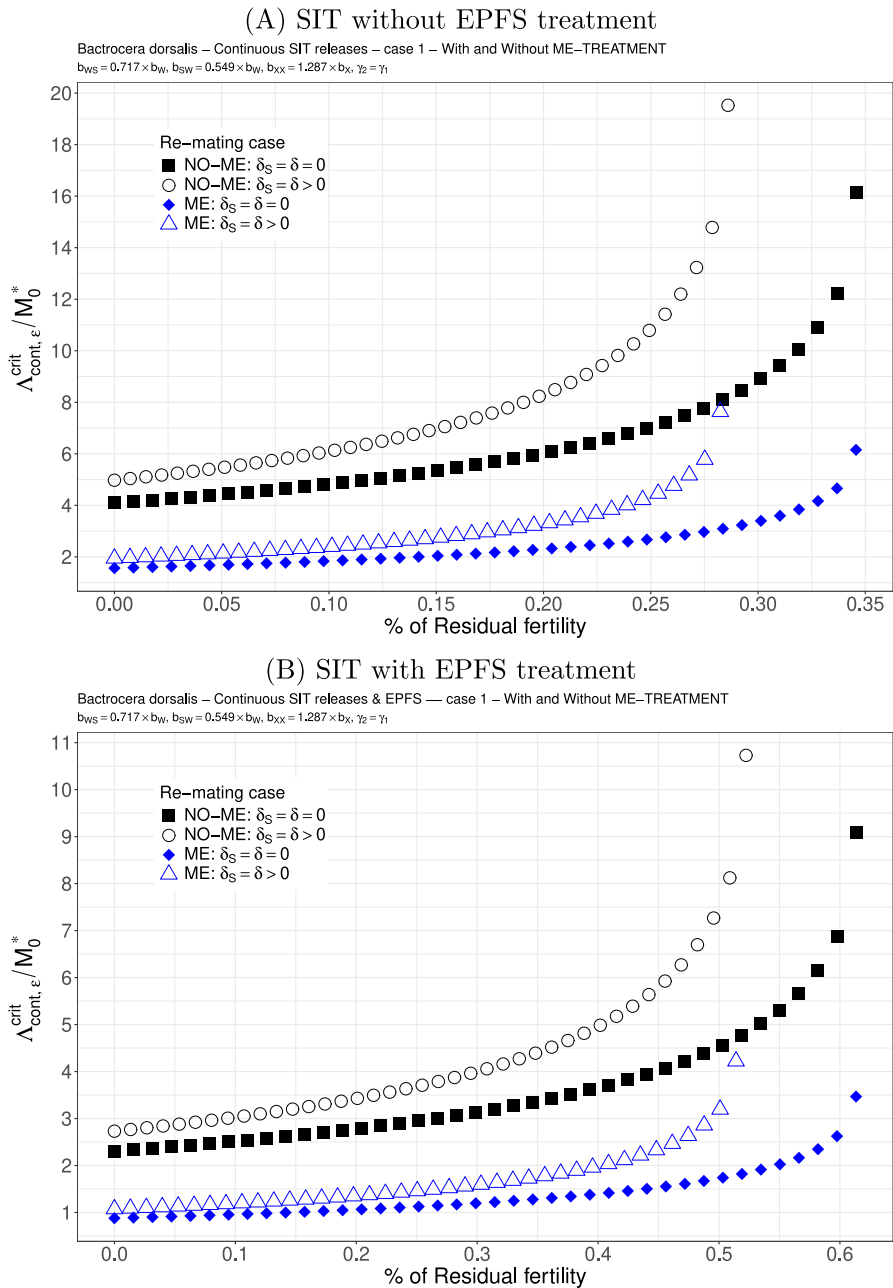 (A) SIT without EPFS treatment
Bactrocera dorsalis – Continuous SIT releases – case 1 – With and Without ME–TREATMENT
b_WS = 0.717 × b_W, b_SW = 0.549 × b_W, b_XX = 1.287 × b_X, γ_2 = γ_1
20
18
16
14
12
10
8
6
4
2
Λ^crit_cont, ε / M_0^*
Re–mating case
NO–ME: δ_S = δ = 0
NO–ME: δ_S = δ > 0
ME: δ_S = δ = 0
ME: δ_S = δ > 0
0.00 0.05 0.10 0.15 0.20 0.25 0.30 0.35
% of Residual fertility
(B) SIT with EPFS treatment
Bactrocera dorsalis – Continuous SIT releases & EPFS –– case 1 – With and Without ME–TREATMENT
b_WS = 0.717 × b_W, b_SW = 0.549 × b_W, b_XX = 1.287 × b_X, γ_2 = γ_1
11
10
9
8
7
6
5
4
3
2
1
Λ^crit_cont, ε / M_0^*
Re–mating case
NO–ME: δ_S = δ = 0
NO–ME: δ_S = δ > 0
ME: δ_S = δ = 0
ME: δ_S = δ > 0
0.0 0.1 0.2 0.3 0.4 0.5 0.6
% of Residual fertility